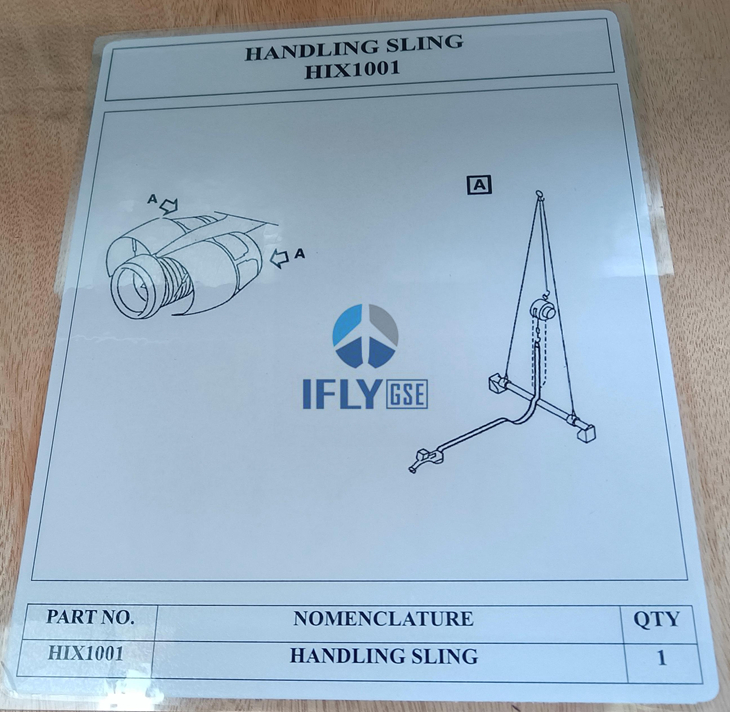 HANDLING SLING
HIX1001
A
A
A
IFLY GSE
PART NO.
NOMENCLATURE
QTY
HIX1001
HANDLING SLING
1